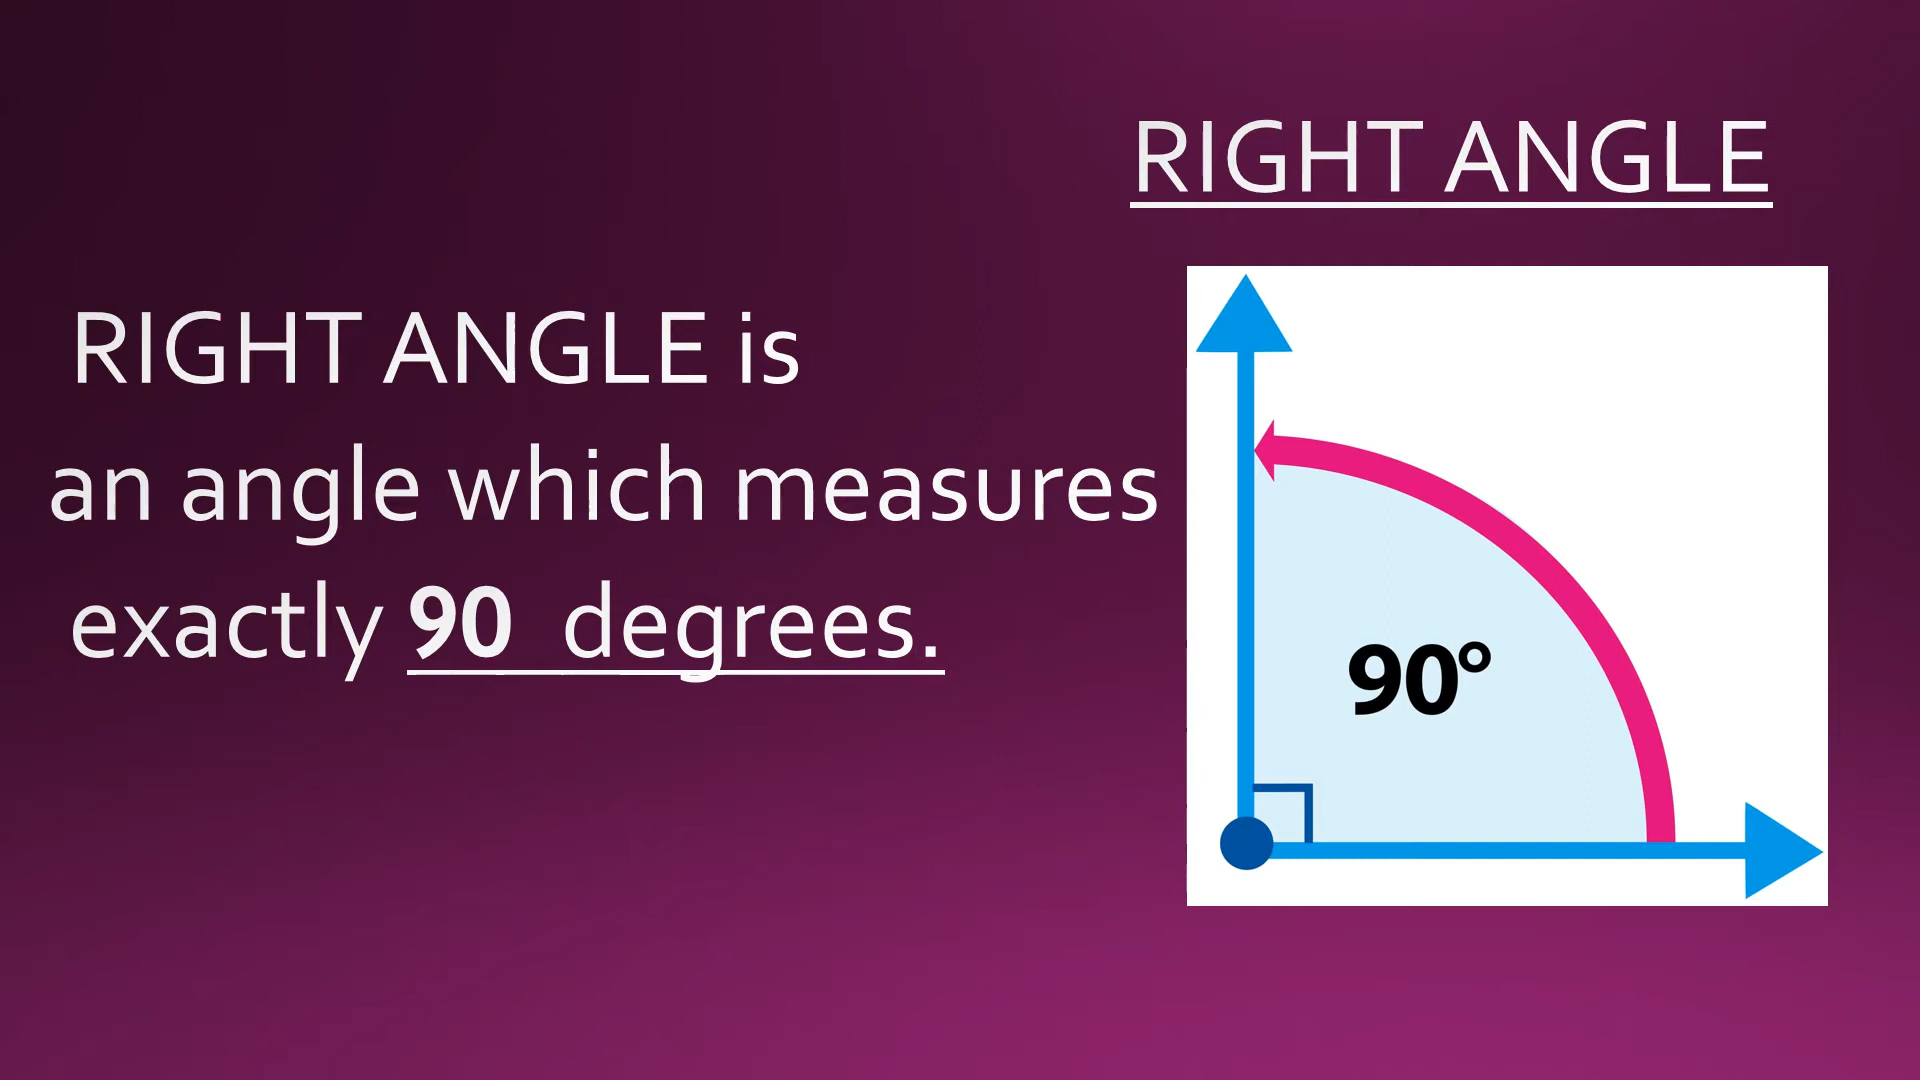 RIGHT ANGLE
RIGHT ANGLE is
an angle which measures
exactly 90 degrees.
90°